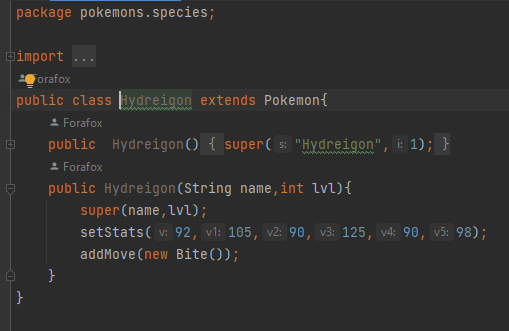 package pokemons.species;
import ...
Forafox
public class Hydreigon extends Pokemon{
Forafox
public  Hydreigon() { super( s: "Hydreigon", i: 1); }
Forafox
public Hydreigon(String name,int lvl){
super(name,lvl);
setStats( v: 92, v1: 105, v2: 90, v3: 125, v4: 90, v5: 98);
addMove(new Bite());
}
}